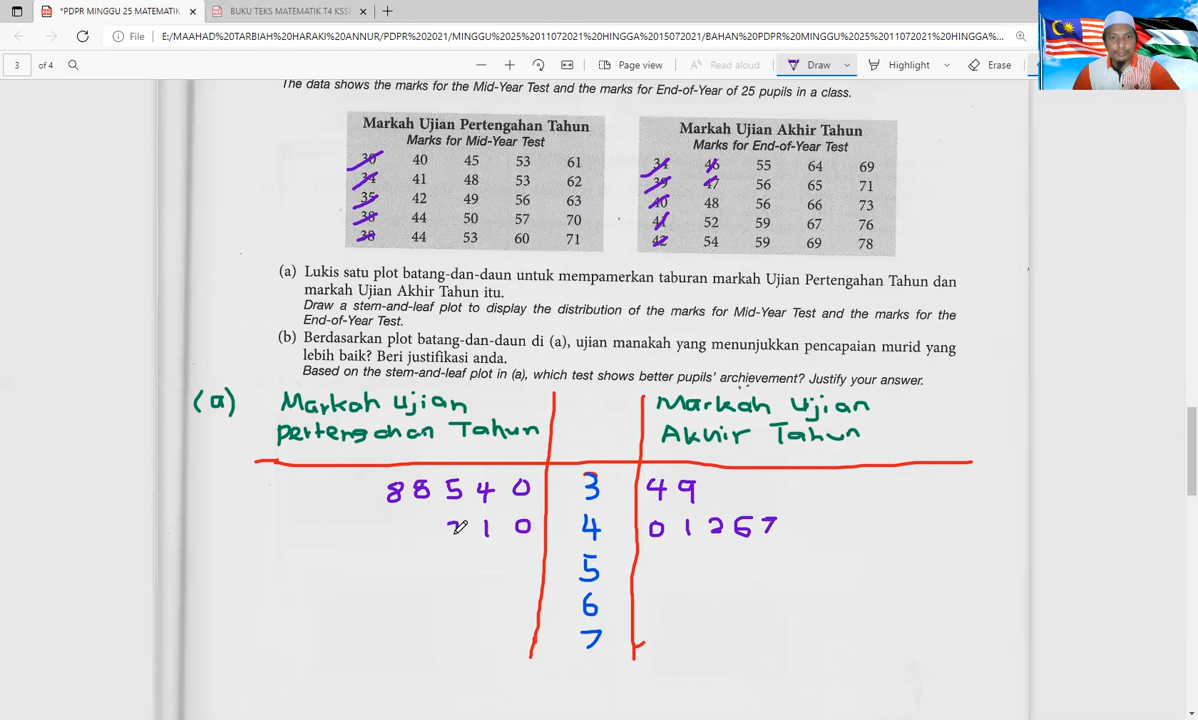 *PDPR MINGGU 25 MATEMATIK
BUKU TEKS MATEMATIK T4 KSS
File
E:/MAAHAD%20TARBIAH%20HARAKI%20ANNUR/PDPR%202021/MINGGU%2025%2011072021%20HINGGA%2015072021/BAHAN%20PDPR%20MINGGU%2025%2011072021%20HINGGA%...
3 of 4
Page view
Read aloud
Draw
Highlight
Erase
The data shows the marks for the Mid-Year Test and the marks for End-of-Year of 25 pupils in a class.
Markah Ujian Pertengahan Tahun
Marks for Mid-Year Test
30 40 45 53 61
34 41 48 53 62
35 42 49 56 63
38 44 50 57 70
38 44 53 60 71
Markah Ujian Akhir Tahun
Marks for End-of-Year Test
34 46 55 64 69
39 47 56 65 71
40 48 56 66 73
41 52 59 67 76
42 54 59 69 78
(a) Lukis satu plot batang-dan-daun untuk mempamerkan taburan markah Ujian Pertengahan Tahun dan
markah Ujian Akhir Tahun itu.
Draw a stem-and-leaf plot to display the distribution of the marks for Mid-Year Test and the marks for the
End-of-Year Test.
(b) Berdasarkan plot batang-dan-daun di (a), ujian manakah yang menunjukkan pencapaian murid yang
lebih baik? Beri justifikasi anda.
Based on the stem-and-leaf plot in (a), which test shows better pupils' archievement? Justify your answer.
(a) Markah Ujian
Pertengahan Tahun
Markah Ujian
Akhir Tahun
8 8 5 4 0 3 4 9
2 1 0 4 0 1 2 6 7
5
6
7